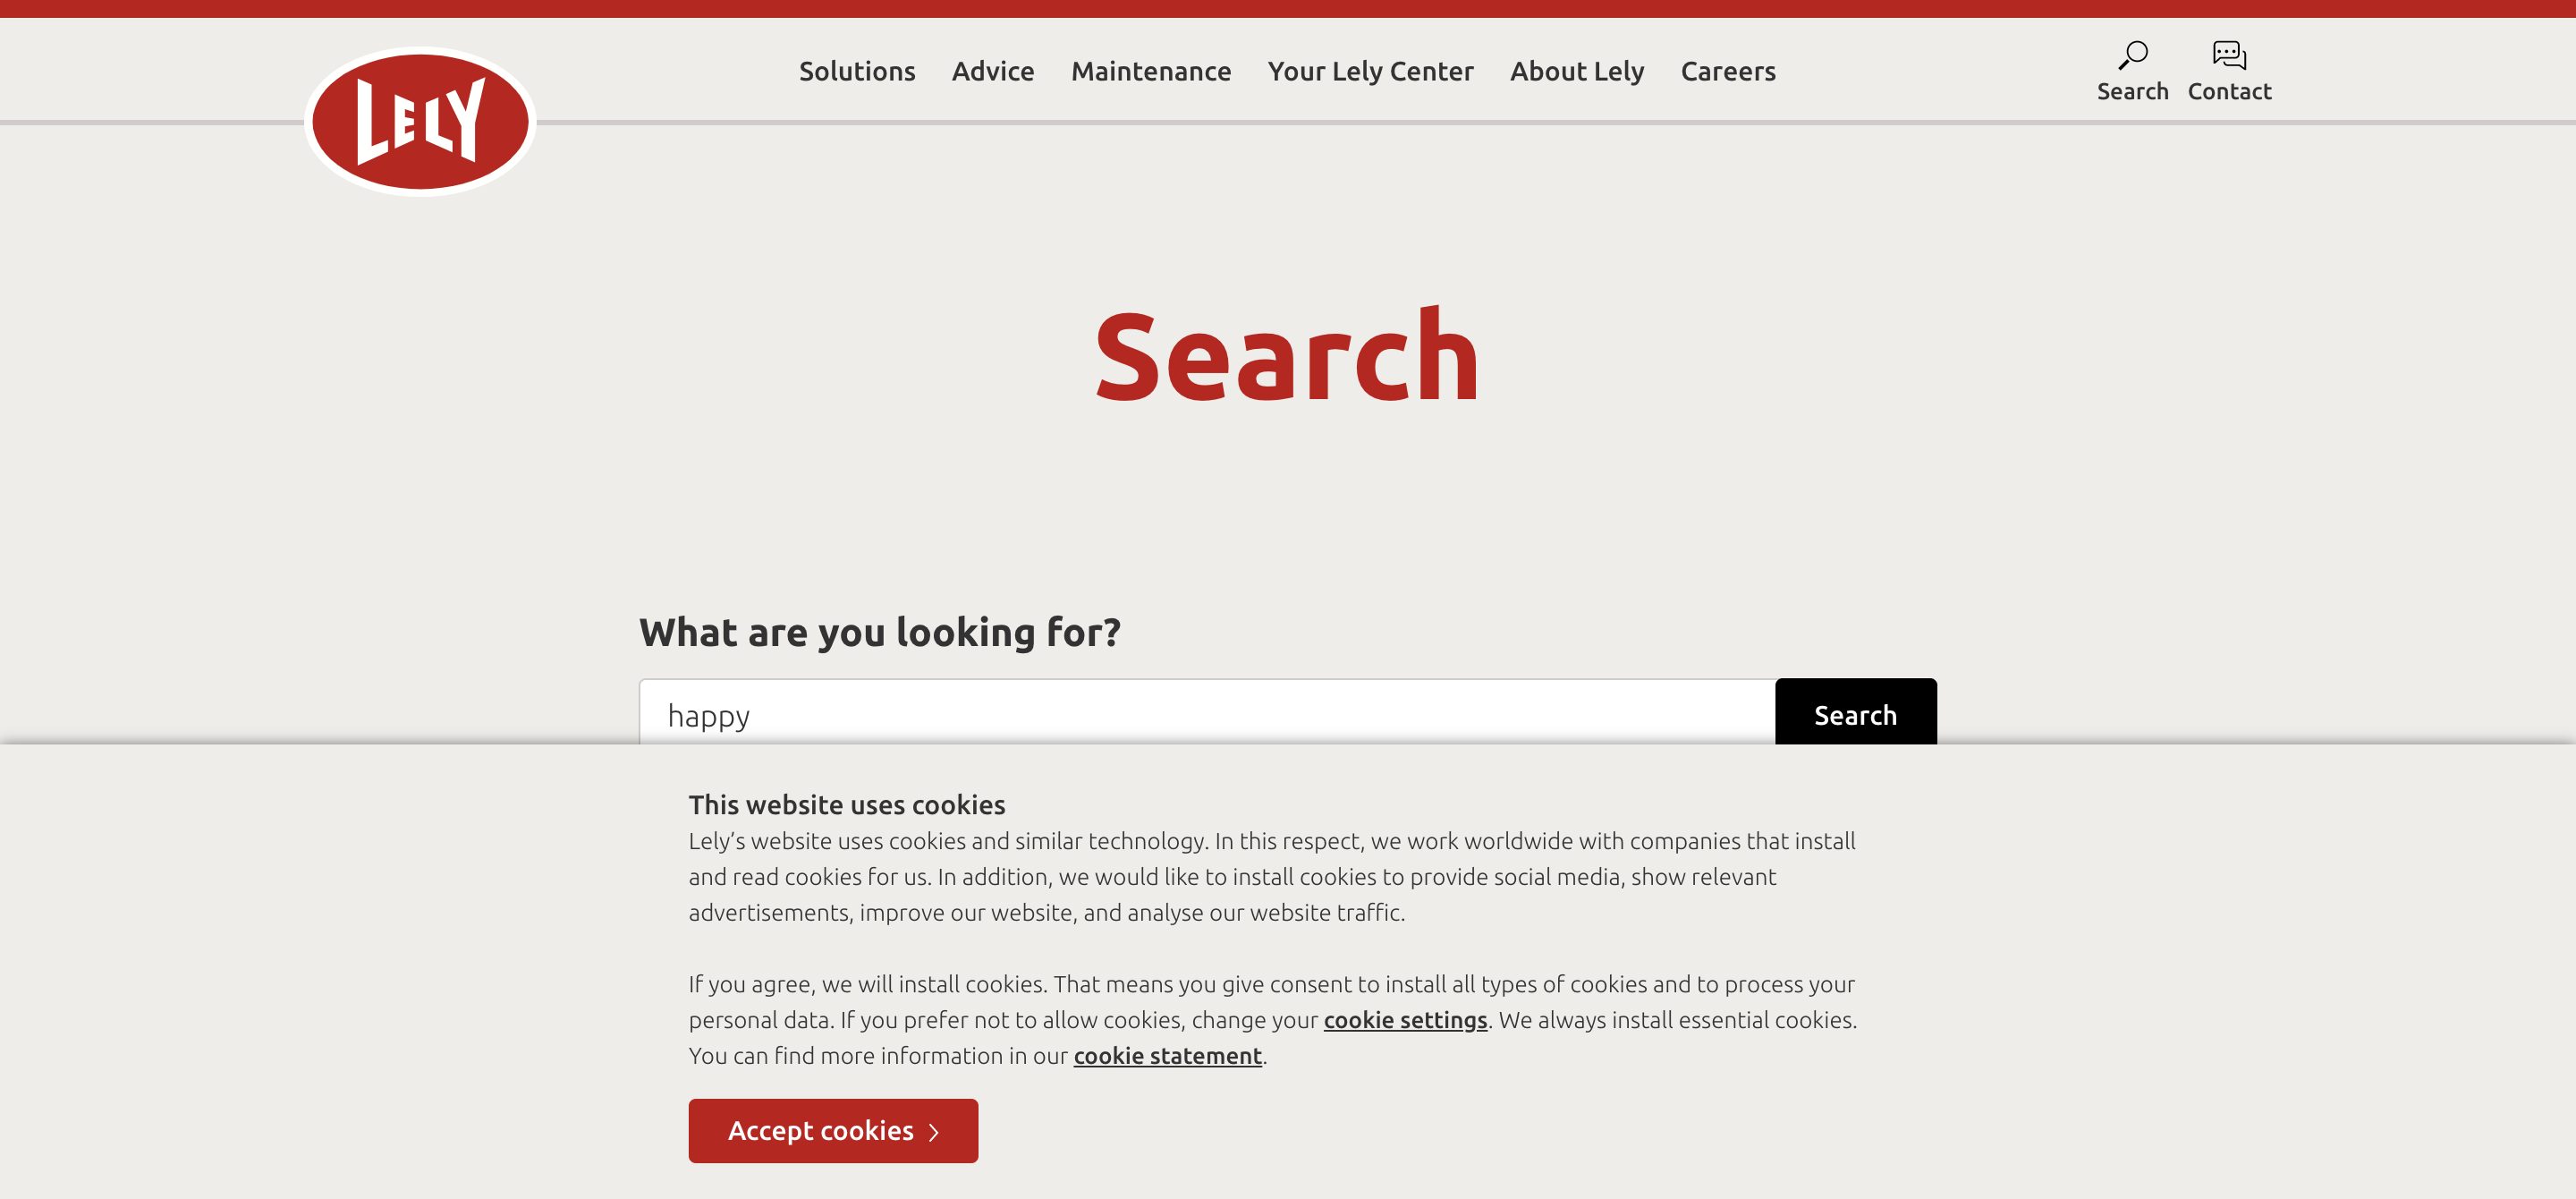 LELY
Solutions Advice Maintenance Your Lely Center About Lely Careers
Search Contact
Search
What are you looking for?
happy
Search
This website uses cookies
Lely’s website uses cookies and similar technology. In this respect, we work worldwide with companies that install
and read cookies for us. In addition, we would like to install cookies to provide social media, show relevant
advertisements, improve our website, and analyse our website traffic.
If you agree, we will install cookies. That means you give consent to install all types of cookies and to process your
personal data. If you prefer not to allow cookies, change your cookie settings. We always install essential cookies.
You can find more information in our cookie statement.
Accept cookies